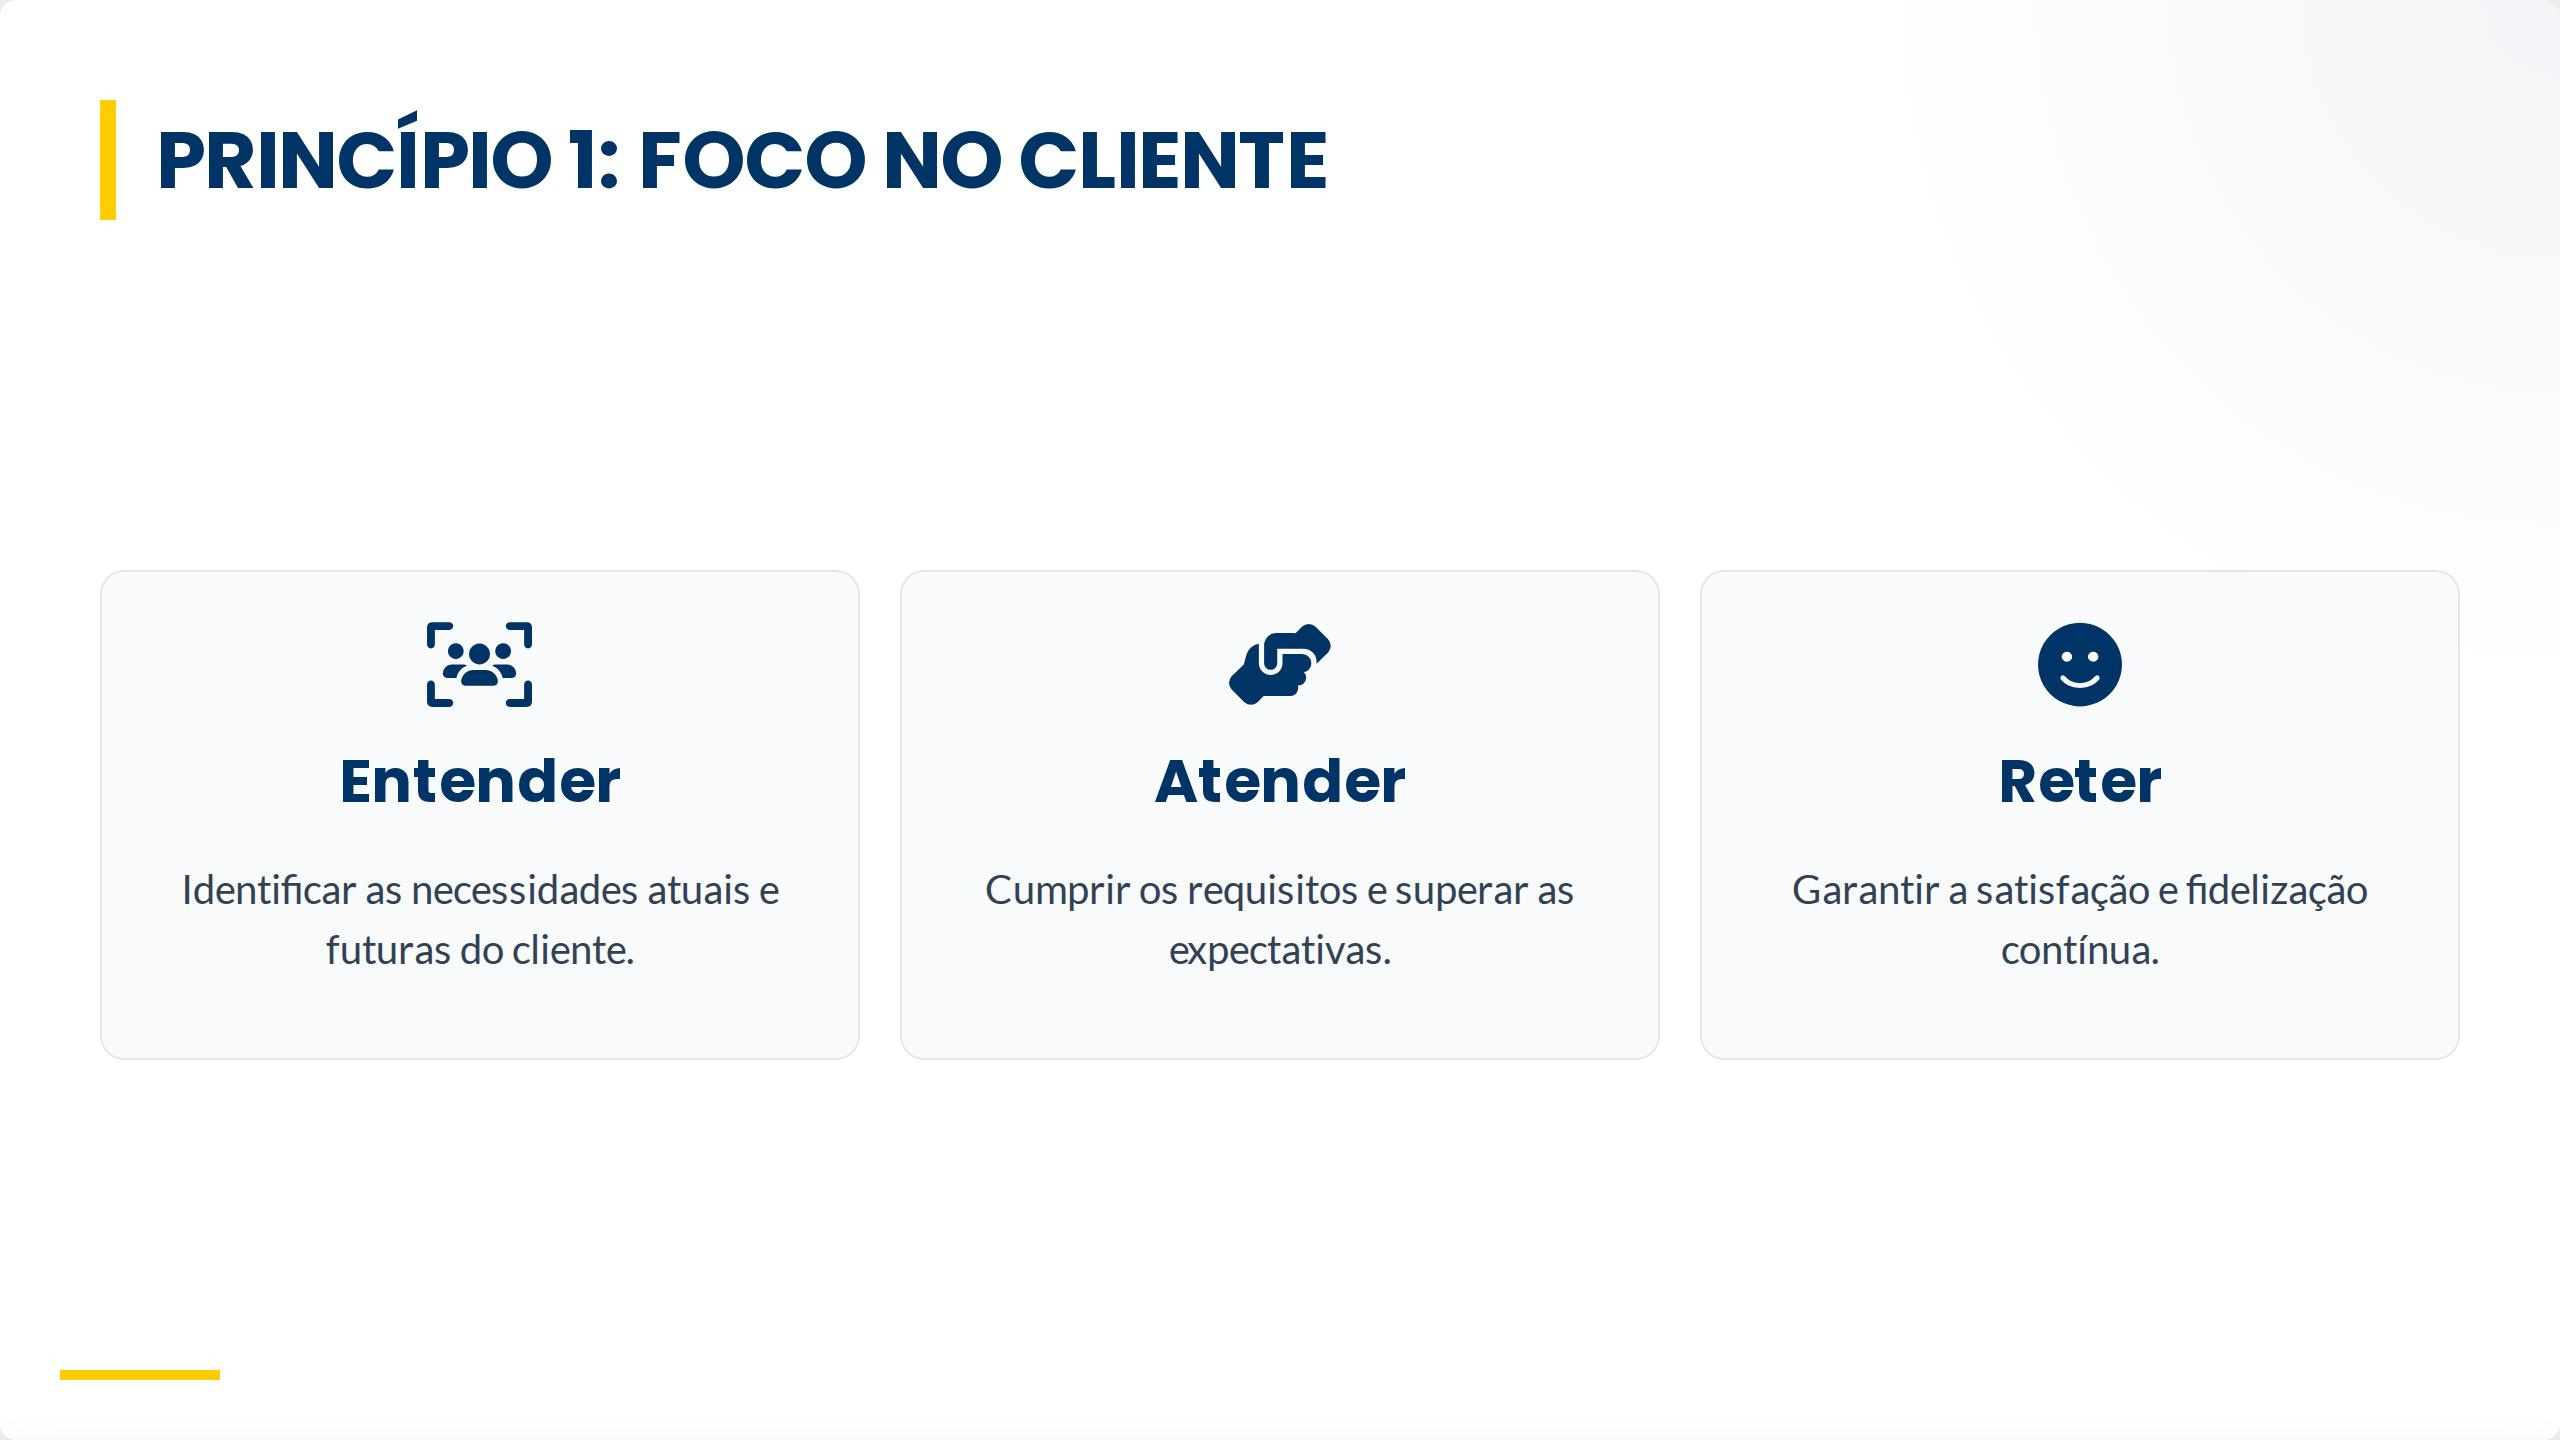 PRINCÍPIO 1: FOCO NO CLIENTE
Entender
Identificar as necessidades atuais e
futuras do cliente.
Atender
Cumprir os requisitos e superar as
expectativas.
Reter
Garantir a satisfação e fidelização
contínua.